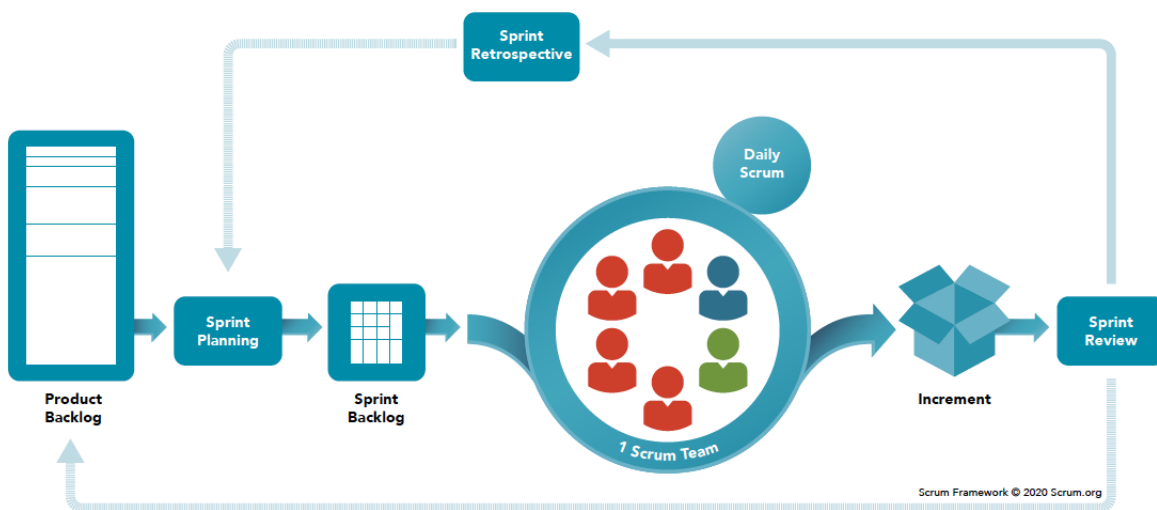 Sprint
Retrospective
Daily
Scrum
Sprint
Planning
Sprint
Review
Product
Backlog
Sprint
Backlog
Increment
1 Scrum Team
Scrum Framework © 2020 Scrum.org